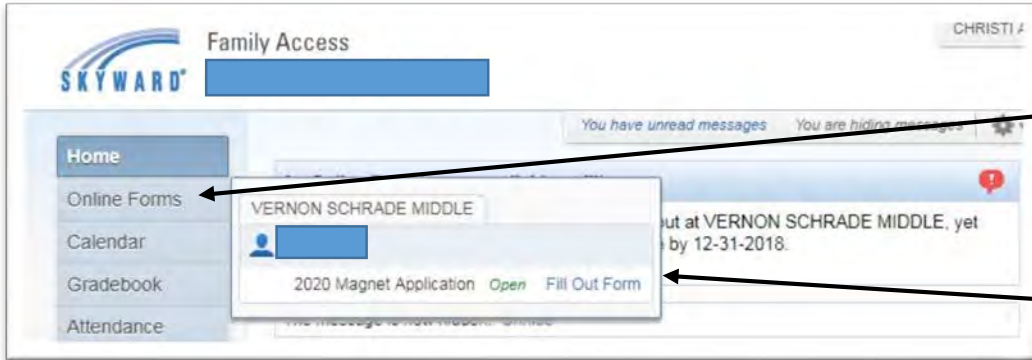 CHRISTI
Family Access
SKYWARD
You have unread messages You are hiding messages
Home
Online Forms
VERNON SCHRADE MIDDLE
out at VERNON SCHRADE MIDDLE, yet
Calendar
by 12-31-2018.
Gradebook
2020 Magnet Application Open Fill Out Form
Attendance